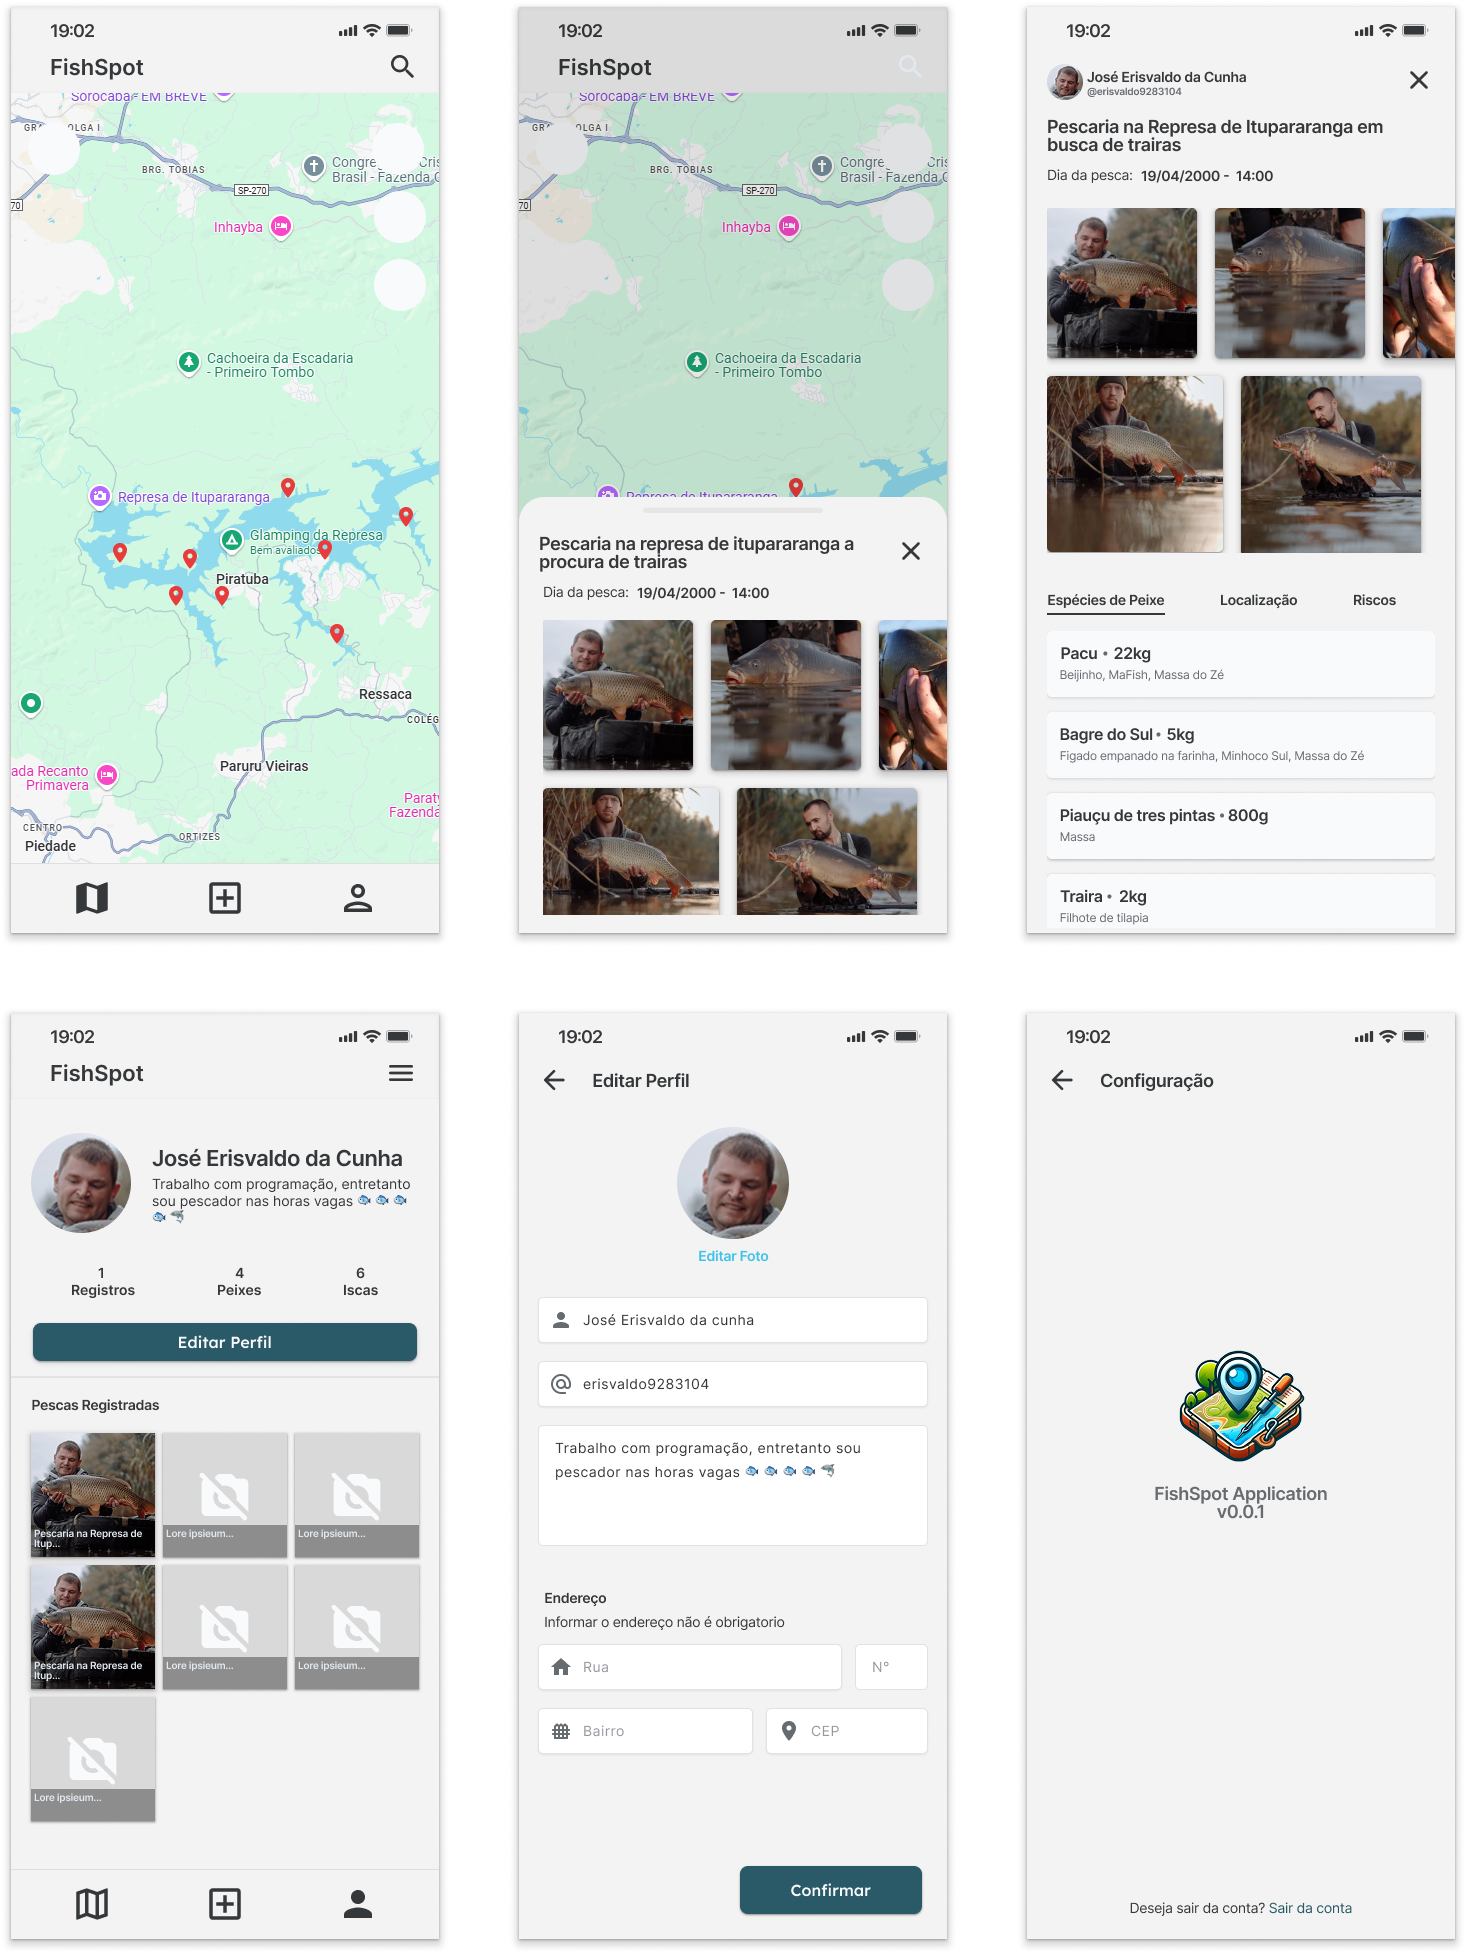 19:02
FishSpot
Sorocaba - EM BREVE
OLGA I
BRG. TOBIAS
Congre
Cris
Brasil - Fazenda
SP-270
70
Inhayba
Cachoeira da Escadaria
- Primeiro Tombo
Represa de Itupararanga
Glamping da Represa
Bem avaliados
Piratuba
Ressaca
COLÉG
ada Recanto
Primavera
Paruru Vieiras
Paraty
Fazenda
CENTRO
Piedade
ORTIZES
19:02
FishSpot
Sorocaba - EM BREVE
OLGA I
BRG. TOBIAS
Congre
Cris
Brasil - Fazenda
SP-270
70
Inhayba
Cachoeira da Escadaria
- Primeiro Tombo
Represa de Itupararanga
Pescaria na represa de itupararanga a
procura de trairas
Dia da pesca: 19/04/2000 - 14:00
19:02
José Erisvaldo da Cunha
@erisvaldo9283104
Pescaria na Represa de Itupararanga em
busca de trairas
Dia da pesca: 19/04/2000 - 14:00
Espécies de Peixe Localização Riscos
Pacu • 22kg
Beijinho, MaFish, Massa do Zé
Bagre do Sul • 5kg
Figado empanado na farinha, Minhoco Sul, Massa do Zé
Piauçu de tres pintas • 800g
Massa
Traira • 2kg
Filhote de tilapia
19:02
FishSpot
José Erisvaldo da Cunha
Trabalho com programação, entretanto
sou pescador nas horas vagas 🐟 🐟 🐟
🐟 🦈
1 4 6
Registros Peixes Iscas
Editar Perfil
Pescas Registradas
Pescaria na Represa de
Itup...
Lore ipsieum...
Lore ipsieum...
Pescaria na Represa de
Itup...
Lore ipsieum...
Lore ipsieum...
Lore ipsieum...
19:02
Editar Perfil
Editar Foto
José Erisvaldo da cunha
erisvaldo9283104
Trabalho com programação, entretanto sou
pescador nas horas vagas 🐟 🐟 🐟 🐟 🦈
Endereço
Informar o endereço não é obrigatorio
Rua N°
Bairro CEP
Confirmar
19:02
Configuração
FishSpot Application
v0.0.1
Deseja sair da conta? Sair da conta